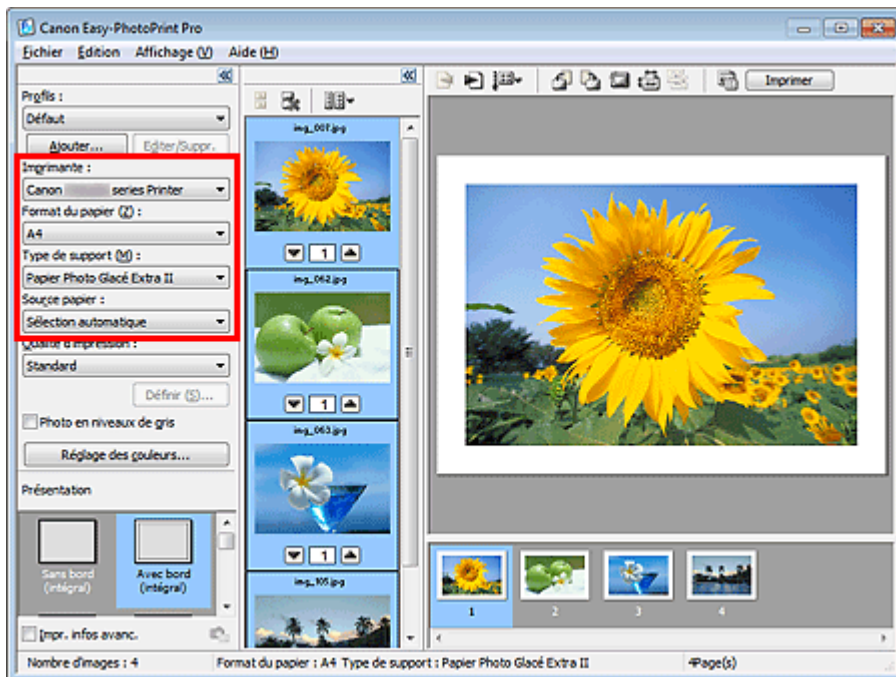 Canon Easy-PhotoPrint Pro
Fichier Edition Affichage (V) Aide (H)
Profils :
Défaut
Ajouter... Editer/Suppr.
Imprimante :
Canon series Printer
Format du papier (Z) :
A4
Type de support (M) :
Papier Photo Glacé Extra II
Source papier :
Sélection automatique
Qualité d'impression :
Standard
Définir (S)...
Photo en niveaux de gris
Réglage des couleurs...
Présentation
Sans bord (intégral)
Avec bord (intégral)
Impr. infos avanc.
img_007.jpg
1
img_062.jpg
1
img_063.jpg
1
img_105.jpg
Imprimer
1 2 3 4
Nombre d'images : 4 Format du papier : A4 Type de support : Papier Photo Glacé Extra II 4Page(s)